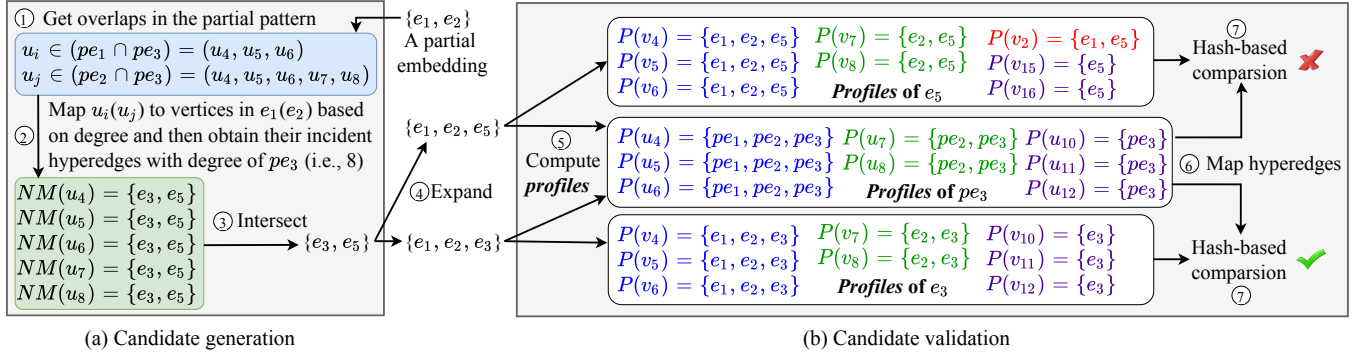 ① Get overlaps in the partial pattern
u_i ∈ (pe_1 ∩ pe_3) = (u_4, u_5, u_6)
u_j ∈ (pe_2 ∩ pe_3) = (u_4, u_5, u_6, u_7, u_8)
② Map u_i(u_j) to vertices in e_1(e_2) based
on degree and then obtain their incident
hyperedges with degree of pe_3 (i.e., 8)
NM(u_4) = {e_3, e_5}
NM(u_5) = {e_3, e_5}
NM(u_6) = {e_3, e_5}
NM(u_7) = {e_3, e_5}
NM(u_8) = {e_3, e_5}
③ Intersect
{e_3, e_5}
{e_1, e_2}
A partial
embedding
{e_1, e_2, e_5}
④ Expand
{e_1, e_2, e_3}
(a) Candidate generation
⑤
Compute
profiles
P(v_4) = {e_1, e_2, e_5} P(v_7) = {e_2, e_5} P(v_2) = {e_1, e_5}
P(v_5) = {e_1, e_2, e_5} P(v_8) = {e_2, e_5} P(v_15) = {e_5}
P(v_6) = {e_1, e_2, e_5} Profiles of e_5 P(v_16) = {e_5}
P(u_4) = {pe_1, pe_2, pe_3} P(u_7) = {pe_2, pe_3} P(u_10) = {pe_3}
P(u_5) = {pe_1, pe_2, pe_3} P(u_8) = {pe_2, pe_3} P(u_11) = {pe_3}
P(u_6) = {pe_1, pe_2, pe_3} Profiles of pe_3 P(u_12) = {pe_3}
P(v_4) = {e_1, e_2, e_3} P(v_7) = {e_2, e_3} P(v_10) = {e_3}
P(v_5) = {e_1, e_2, e_3} P(v_8) = {e_2, e_3} P(v_11) = {e_3}
P(v_6) = {e_1, e_2, e_3} Profiles of e_3 P(v_12) = {e_3}
⑦
Hash-based
comparsion
⑥ Map hyperedges
Hash-based
comparsion
⑦
(b) Candidate validation